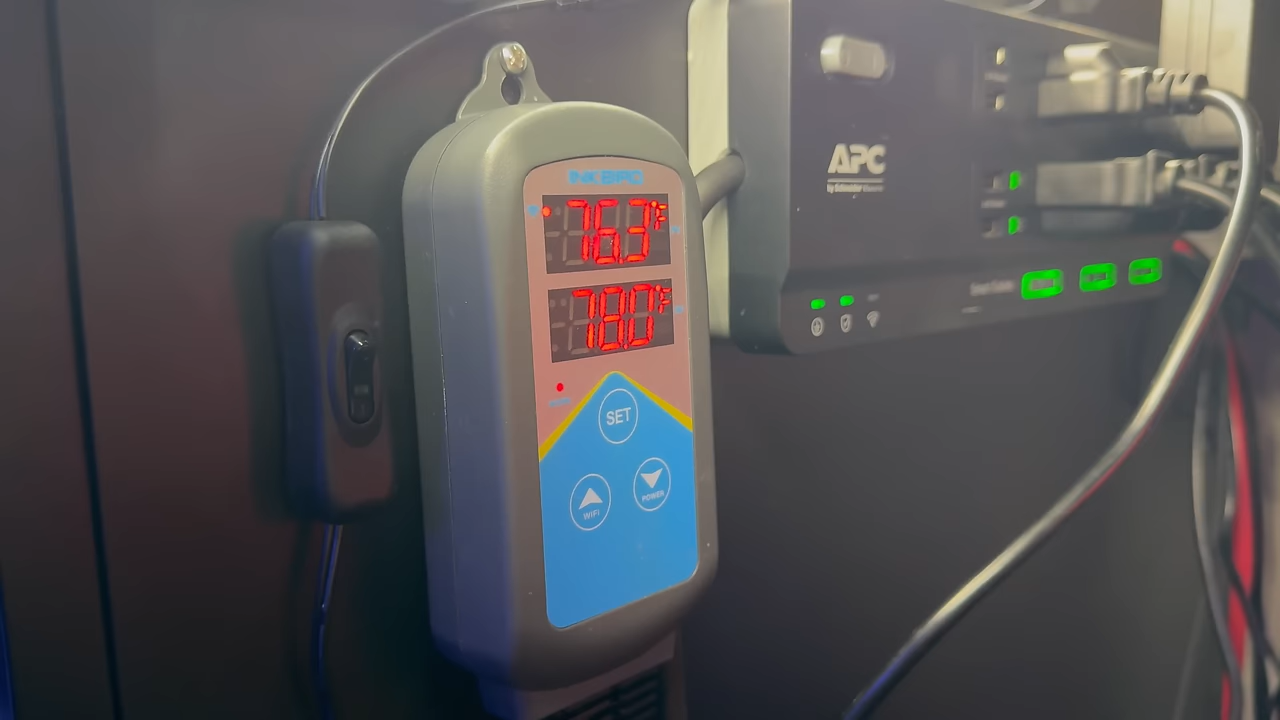 INKBIRD
76.3°F
78.0°F
SET
WIFI
POWER
APC
by Schneider Electric